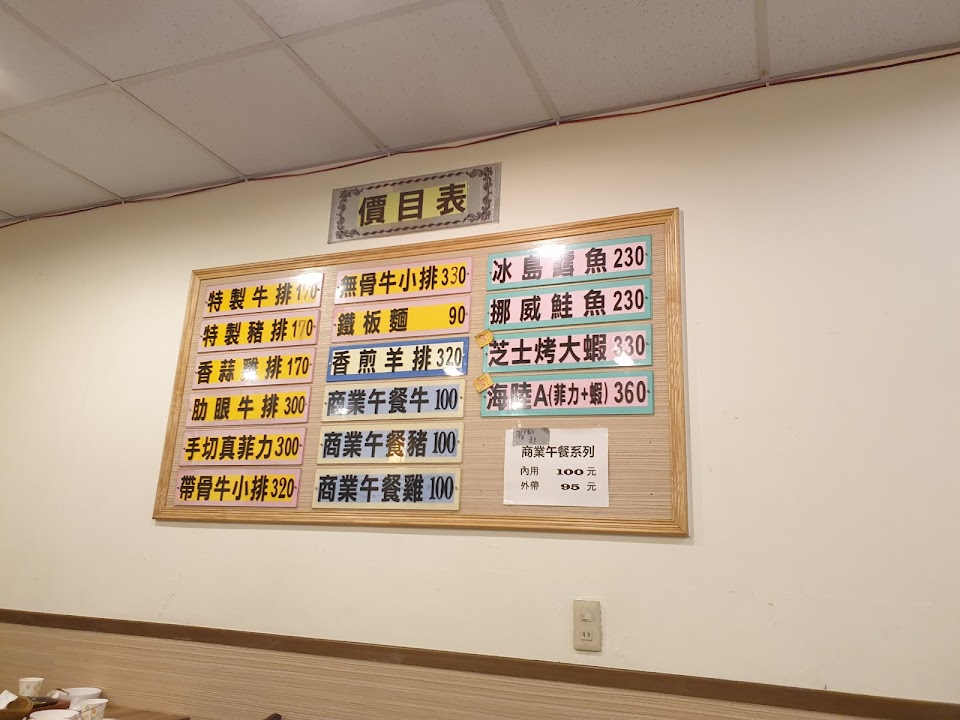 價目表
特製牛排170
特製豬排170
香蒜雞排170
肋眼牛排300
手切真菲力300
帶骨牛小排320
無骨牛小排330
鐵板麵 90
香煎羊排320
商業午餐牛100
商業午餐豬100
商業午餐雞100
冰島鱈魚230
挪威鮭魚230
芝士烤大蝦330
海陸A(菲力+蝦)360
商業午餐系列
內用 100元
外帶 95元